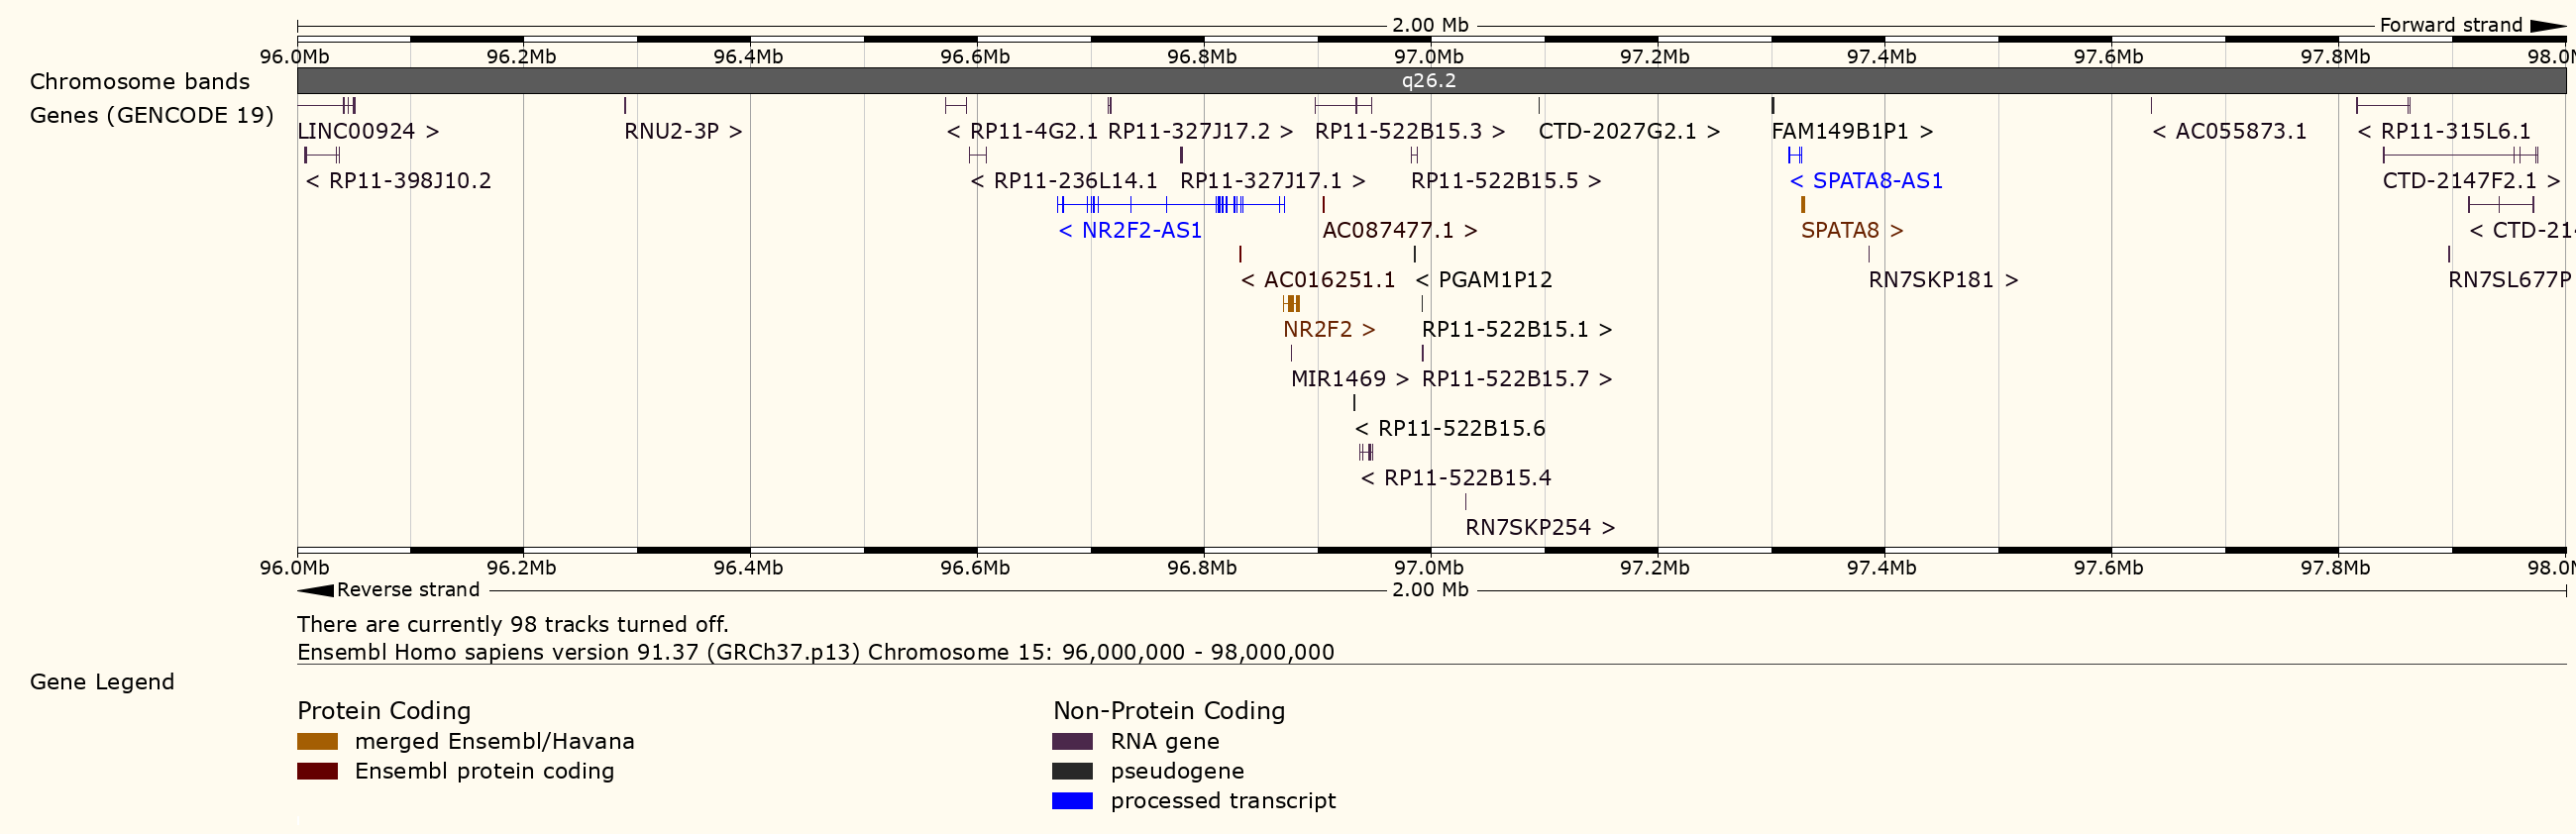 2.00 Mb Forward strand
96.0Mb 96.2Mb 96.4Mb 96.6Mb 96.8Mb 97.0Mb 97.2Mb 97.4Mb 97.6Mb 97.8Mb 98.0
Chromosome bands q26.2
Genes (GENCODE 19)
LINC00924 > RNU2-3P > < RP11-4G2.1 RP11-327J17.2 > RP11-522B15.3 > CTD-2027G2.1 > FAM149B1P1 > < AC055873.1 < RP11-315L6.1
< RP11-398J10.2 < RP11-236L14.1 RP11-327J17.1 > RP11-522B15.5 > < SPATA8-AS1 CTD-2147F2.1 >
< NR2F2-AS1 AC087477.1 > SPATA8 > < CTD-214
< AC016251.1 < PGAM1P12 RN7SKP181 > RN7SL677P
NR2F2 > RP11-522B15.1 >
MIR1469 > RP11-522B15.7 >
< RP11-522B15.6
< RP11-522B15.4
RN7SKP254 >
96.0Mb 96.2Mb 96.4Mb 96.6Mb 96.8Mb 97.0Mb 97.2Mb 97.4Mb 97.6Mb 97.8Mb 98.0
Reverse strand 2.00 Mb
There are currently 98 tracks turned off.
Ensembl Homo sapiens version 91.37 (GRCh37.p13) Chromosome 15: 96,000,000 - 98,000,000
Gene Legend
Protein Coding Non-Protein Coding
merged Ensembl/Havana RNA gene
Ensembl protein coding pseudogene
processed transcript